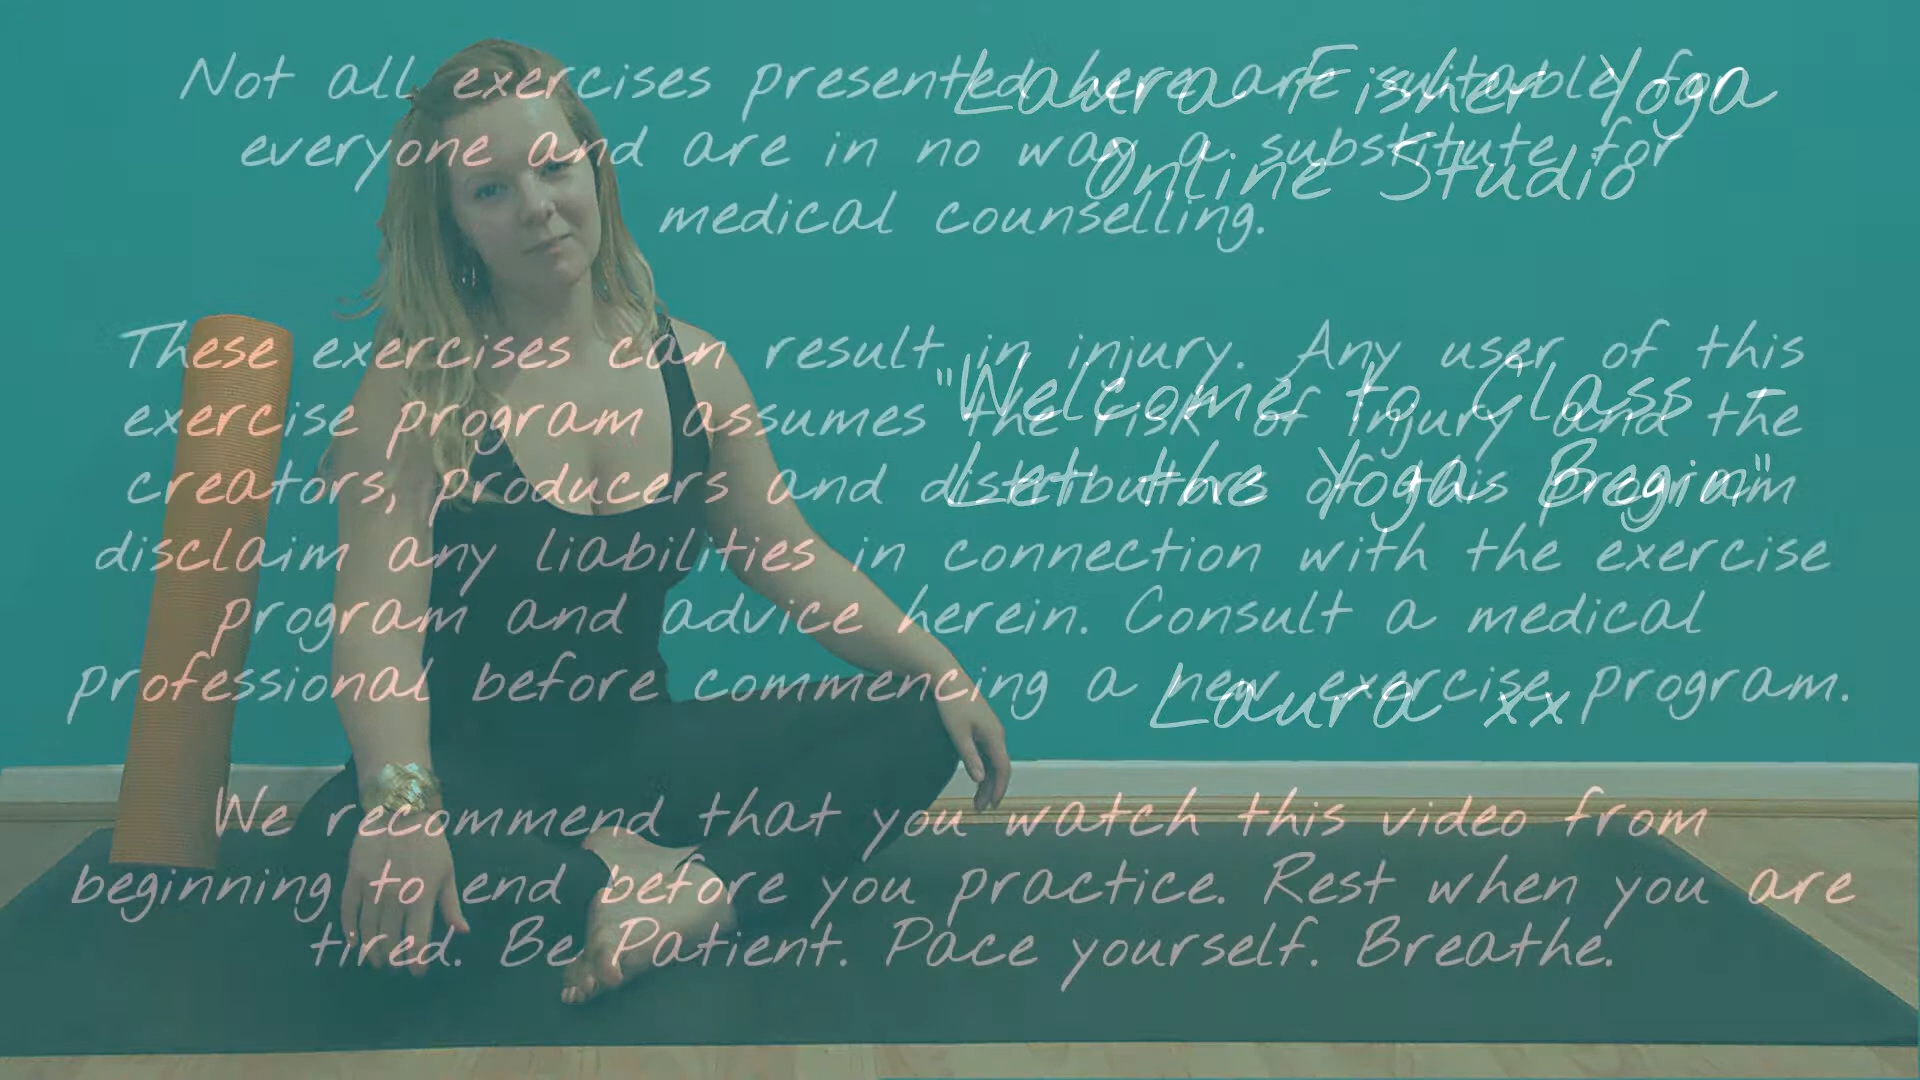 Not all exercises presented here are suitable for
everyone and are in no way a substitute for
medical counselling.
These exercises can result in injury. Any user of this
exercise program assumes the risk of injury and the
creators, producers and distributors of this program
disclaim any liabilities in connection with the exercise
program and advice herein. Consult a medical
professional before commencing a new exercise program.
We recommend that you watch this video from
beginning to end before you practice. Rest when you are
tired. Be Patient. Pace yourself. Breathe.
Laura Fisher Yoga
Online Studio
"Welcome to Class -
Let the Yoga Begin"
Laura xx